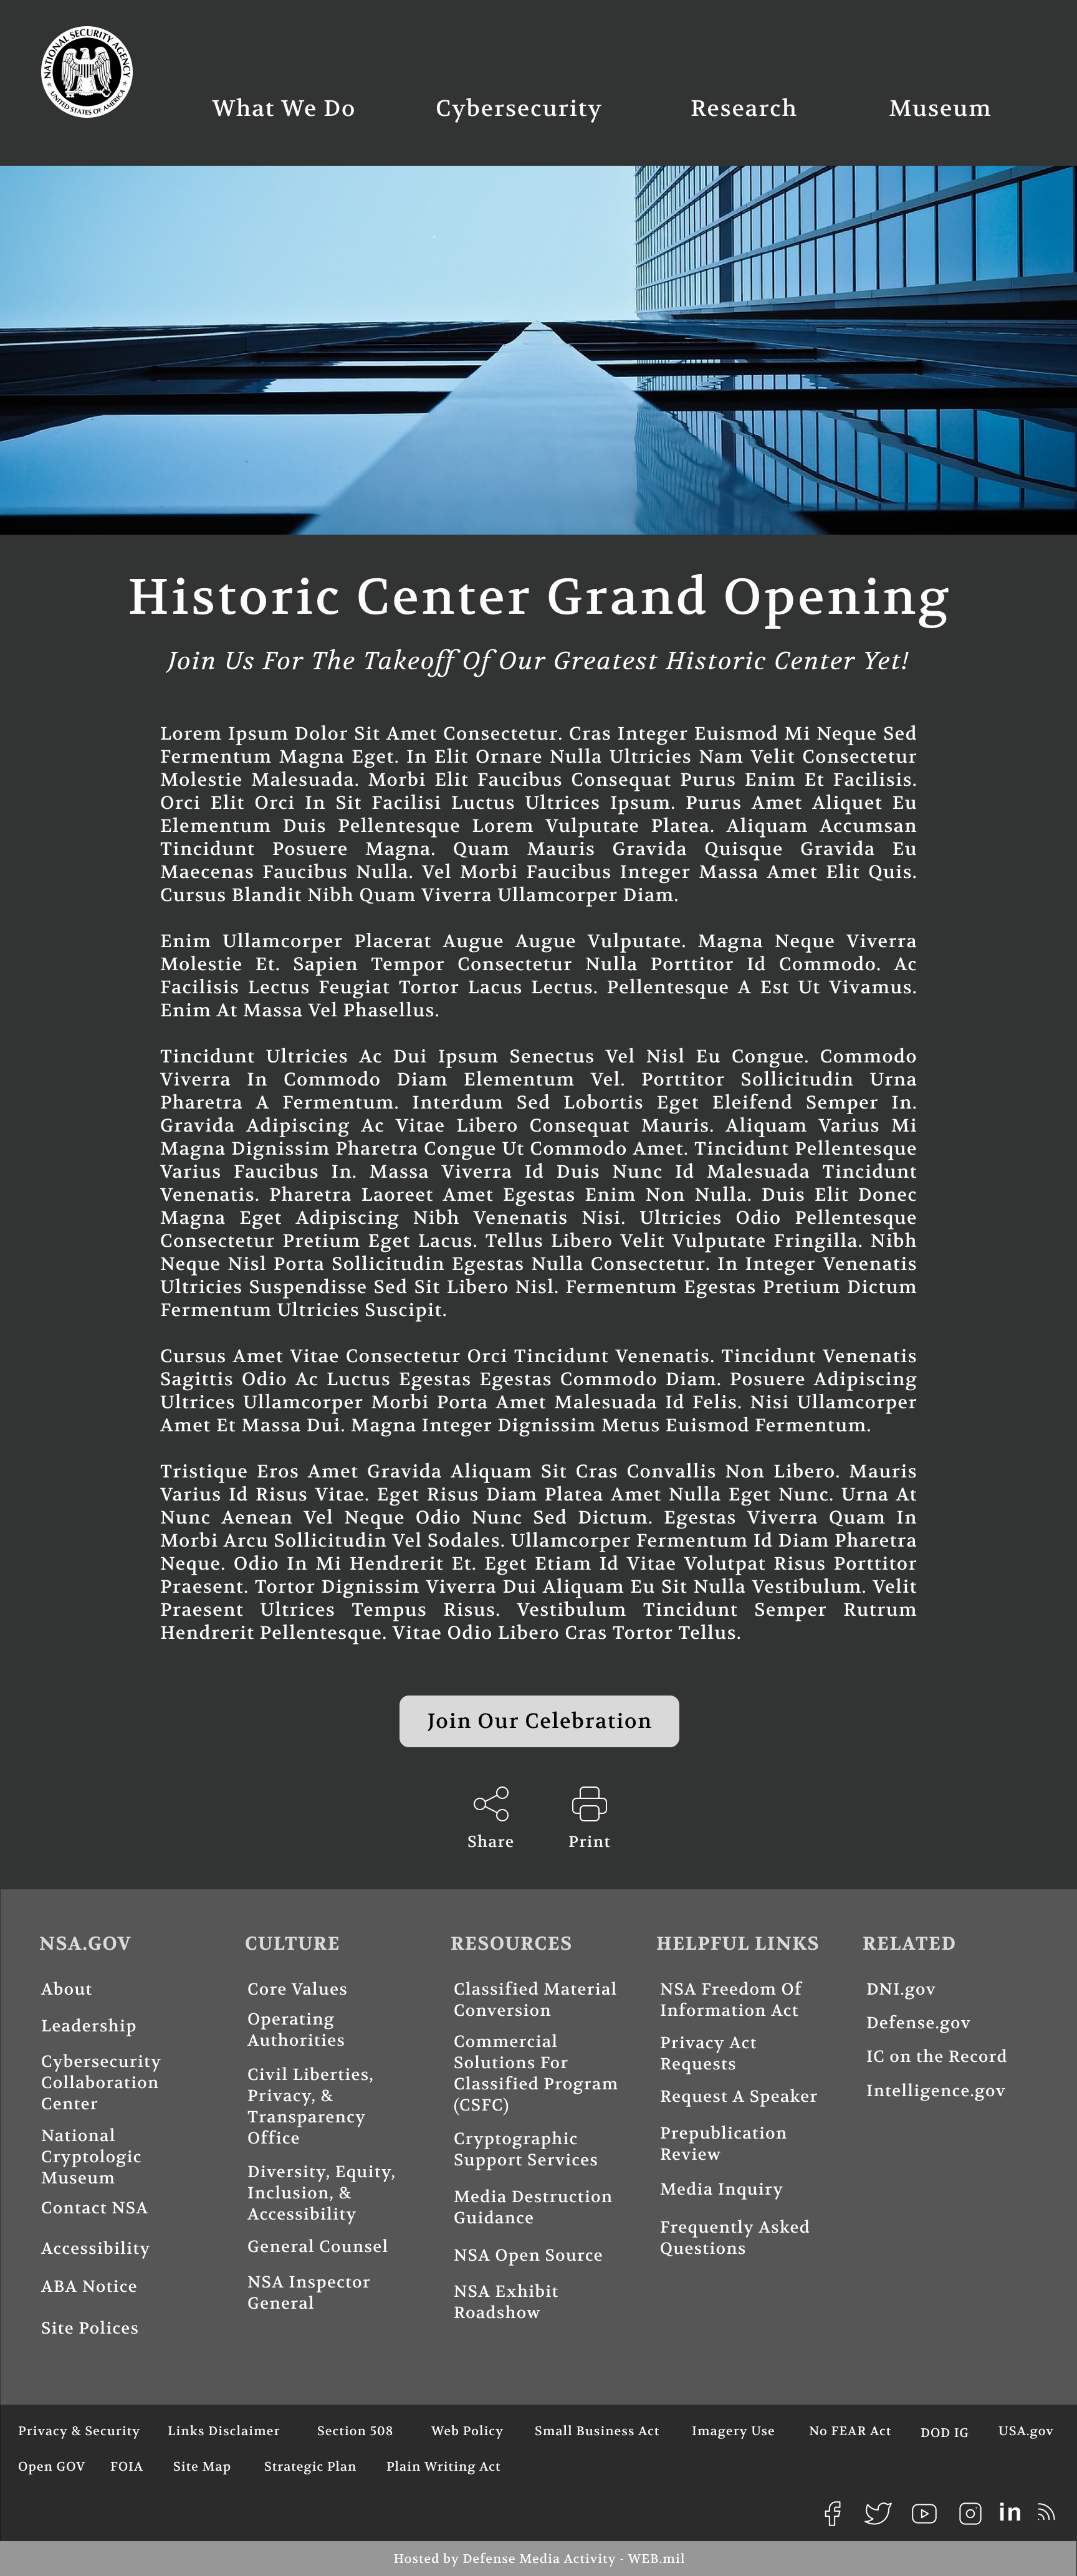 NATIONAL SECURITY AGENCY
UNITED STATES OF AMERICA
What We Do Cybersecurity Research Museum
Historic Center Grand Opening
Join Us For The Takeoff Of Our Greatest Historic Center Yet!
Lorem Ipsum Dolor Sit Amet Consectetur. Cras Integer Euismod Mi Neque Sed
Fermentum Magna Eget. In Elit Ornare Nulla Ultricies Nam Velit Consectetur
Molestie Malesuada. Morbi Elit Faucibus Consequat Purus Enim Et Facilisis.
Orci Elit Orci In Sit Facilisi Luctus Ultrices Ipsum. Purus Amet Aliquet Eu
Elementum Duis Pellentesque Lorem Vulputate Platea. Aliquam Accumsan
Tincidunt Posuere Magna. Quam Mauris Gravida Quisque Gravida Eu
Maecenas Faucibus Nulla. Vel Morbi Faucibus Integer Massa Amet Elit Quis.
Cursus Blandit Nibh Quam Viverra Ullamcorper Diam.
Enim Ullamcorper Placerat Augue Augue Vulputate. Magna Neque Viverra
Molestie Et. Sapien Tempor Consectetur Nulla Porttitor Id Commodo. Ac
Facilisis Lectus Feugiat Tortor Lacus Lectus. Pellentesque A Est Ut Vivamus.
Enim At Massa Vel Phasellus.
Tincidunt Ultricies Ac Dui Ipsum Senectus Vel Nisl Eu Congue. Commodo
Viverra In Commodo Diam Elementum Vel. Porttitor Sollicitudin Urna
Pharetra A Fermentum. Interdum Sed Lobortis Eget Eleifend Semper In.
Gravida Adipiscing Ac Vitae Libero Consequat Mauris. Aliquam Varius Mi
Magna Dignissim Pharetra Congue Ut Commodo Amet. Tincidunt Pellentesque
Varius Faucibus In. Massa Viverra Id Duis Nunc Id Malesuada Tincidunt
Venenatis. Pharetra Laoreet Amet Egestas Enim Non Nulla. Duis Elit Donec
Magna Eget Adipiscing Nibh Venenatis Nisi. Ultricies Odio Pellentesque
Consectetur Pretium Eget Lacus. Tellus Libero Velit Vulputate Fringilla. Nibh
Neque Nisl Porta Sollicitudin Egestas Nulla Consectetur. In Integer Venenatis
Ultricies Suspendisse Sed Sit Libero Nisl. Fermentum Egestas Pretium Dictum
Fermentum Ultricies Suscipit.
Cursus Amet Vitae Consectetur Orci Tincidunt Venenatis. Tincidunt Venenatis
Sagittis Odio Ac Luctus Egestas Egestas Commodo Diam. Posuere Adipiscing
Ultrices Ullamcorper Morbi Porta Amet Malesuada Id Felis. Nisi Ullamcorper
Amet Et Massa Dui. Magna Integer Dignissim Metus Euismod Fermentum.
Tristique Eros Amet Gravida Aliquam Sit Cras Convallis Non Libero. Mauris
Varius Id Risus Vitae. Eget Risus Diam Platea Amet Nulla Eget Nunc. Urna At
Nunc Aenean Vel Neque Odio Nunc Sed Dictum. Egestas Viverra Quam In
Morbi Arcu Sollicitudin Vel Sodales. Ullamcorper Fermentum Id Diam Pharetra
Neque. Odio In Mi Hendrerit Et. Eget Etiam Id Vitae Volutpat Risus Porttitor
Praesent. Tortor Dignissim Viverra Dui Aliquam Eu Sit Nulla Vestibulum. Velit
Praesent Ultrices Tempus Risus. Vestibulum Tincidunt Semper Rutrum
Hendrerit Pellentesque. Vitae Odio Libero Cras Tortor Tellus.
Join Our Celebration
Share Print
NSA.GOV
About
Leadership
Cybersecurity
Collaboration
Center
National
Cryptologic
Museum
Contact NSA
Accessibility
ABA Notice
Site Polices
CULTURE
Core Values
Operating
Authorities
Civil Liberties,
Privacy, &
Transparency
Office
Diversity, Equity,
Inclusion, &
Accessibility
General Counsel
NSA Inspector
General
RESOURCES
Classified Material
Conversion
Commercial
Solutions For
Classified Program
(CSFC)
Cryptographic
Support Services
Media Destruction
Guidance
NSA Open Source
NSA Exhibit
Roadshow
HELPFUL LINKS
NSA Freedom Of
Information Act
Privacy Act
Requests
Request A Speaker
Prepublication
Review
Media Inquiry
Frequently Asked
Questions
RELATED
DNI.gov
Defense.gov
IC on the Record
Intelligence.gov
Privacy & Security Links Disclaimer Section 508 Web Policy Small Business Act Imagery Use No FEAR Act DOD IG USA.gov
Open GOV FOIA Site Map Strategic Plan Plain Writing Act
in
Hosted by Defense Media Activity - WEB.mil